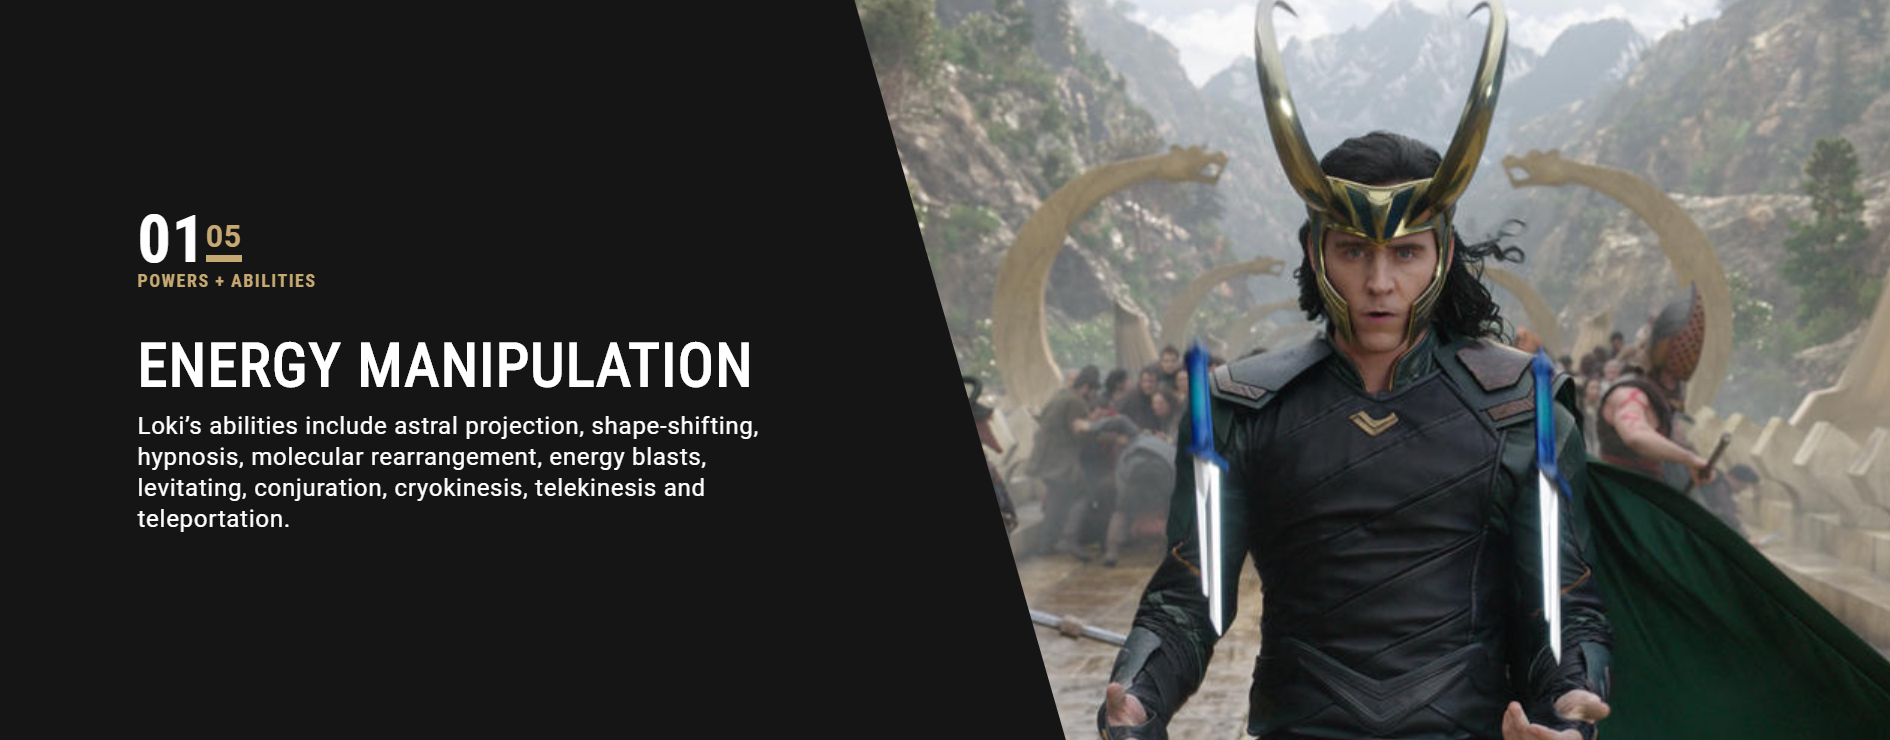 01 05
POWERS + ABILITIES
ENERGY MANIPULATION
Loki’s abilities include astral projection, shape-shifting,
hypnosis, molecular rearrangement, energy blasts,
levitating, conjuration, cryokinesis, telekinesis and
teleportation.